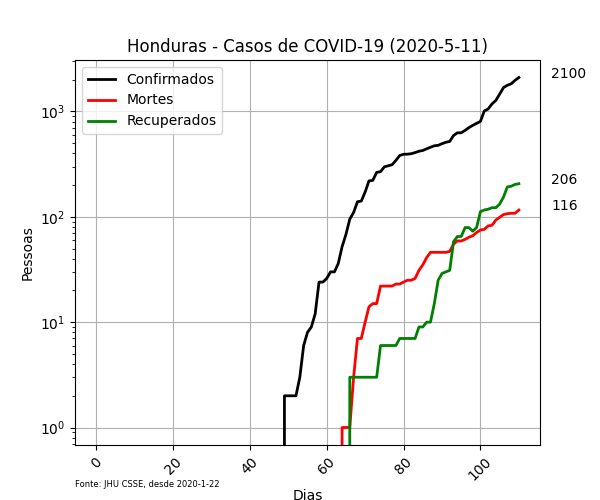 Honduras - Casos de COVID-19 (2020-5-11)
Confirmados
Mortes
Recuperados
2100
206
116
10³
10²
10¹
10⁰
Pessoas
0
20
40
60
80
100
Fonte: JHU CSSE, desde 2020-1-22
Dias